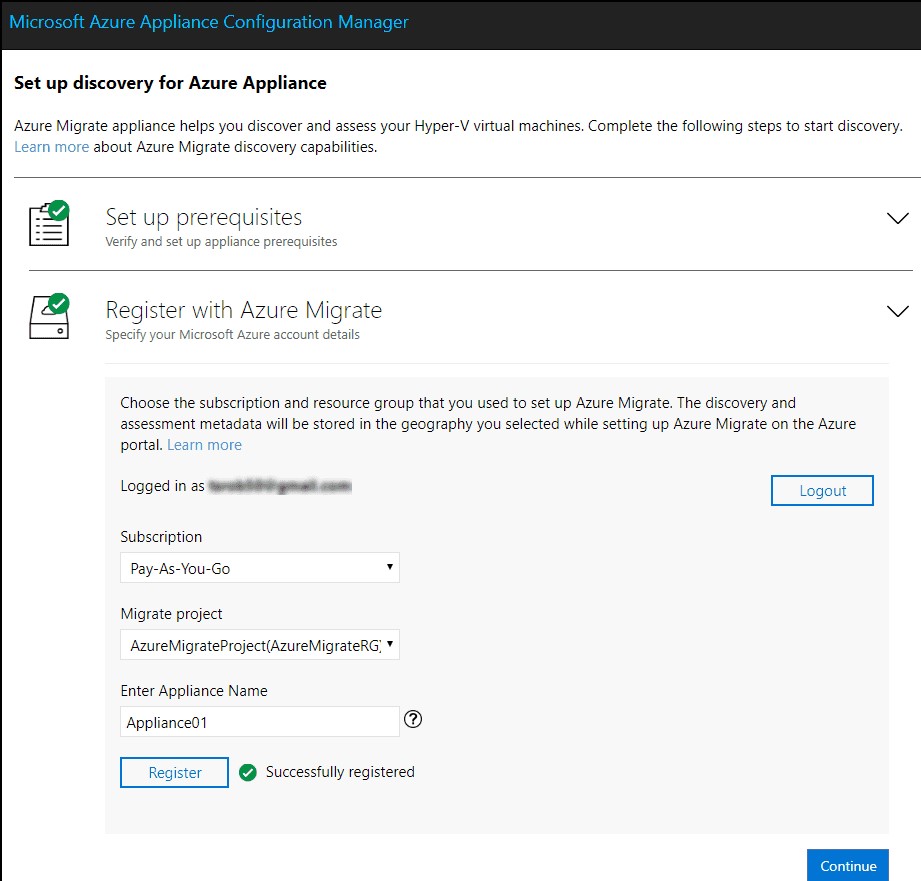 Microsoft Azure Appliance Configuration Manager
Set up discovery for Azure Appliance
Azure Migrate appliance helps you discover and assess your Hyper-V virtual machines. Complete the following steps to start discovery.
Learn more about Azure Migrate discovery capabilities.
Set up prerequisites
Verify and set up appliance prerequisites
Register with Azure Migrate
Specify your Microsoft Azure account details
Choose the subscription and resource group that you used to set up Azure Migrate. The discovery and
assessment metadata will be stored in the geography you selected while setting up Azure Migrate on the Azure
portal. Learn more
Logged in as
Logout
Subscription
Pay-As-You-Go
Migrate project
AzureMigrateProject(AzureMigrateRG)
Enter Appliance Name
Appliance01
?
Register
Successfully registered
Continue